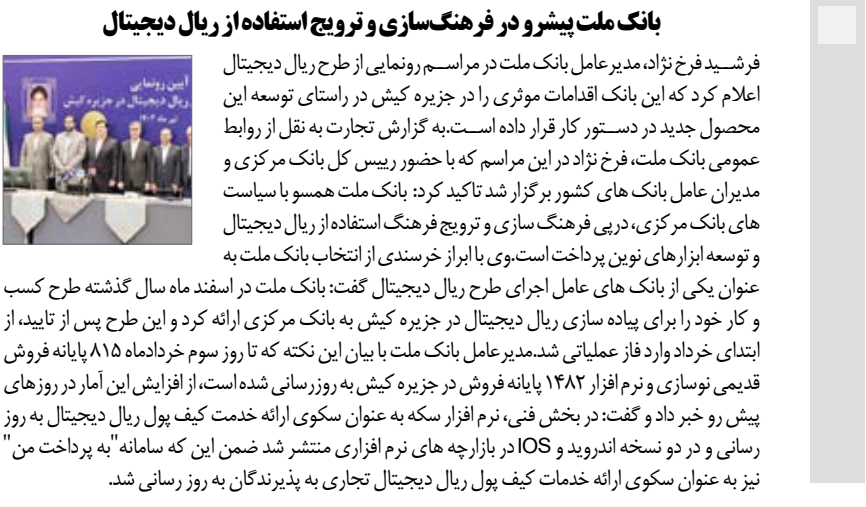 بانک ملت پیشرو در فرهنگ‌سازی و ترویج استفاده از ریال دیجیتال
فرشـید فرخ نژاد، مدیرعامل بانک ملت در مراسـم رونمایی از طرح ریال دیجیتال
اعلام کرد که این بانک اقدامات موثری را در جزیره کیش در راستای توسعه این
محصول جدید در دسـتور کار قرار داده اسـت.به گزارش تجارت به نقل از روابط
عمومی بانک ملت، فرخ نژاد در این مراسم که با حضور رییس کل بانک مرکزی و
مدیران عامل بانک های کشور برگزار شد تاکید کرد: بانک ملت همسو با سیاست
های بانک مرکزی، درپی فرهنگ سازی و ترویج فرهنگ استفاده از ریال دیجیتال
و توسعه ابزارهای نوین پرداخت است.وی با ابراز خرسندی از انتخاب بانک ملت به
عنوان یکی از بانک های عامل اجرای طرح ریال دیجیتال گفت: بانک ملت در اسفند ماه سال گذشته طرح کسب
و کار خود را برای پیاده سازی ریال دیجیتال در جزیره کیش به بانک مرکزی ارائه کرد و این طرح پس از تایید، از
ابتدای خرداد وارد فاز عملیاتی شد.مدیرعامل بانک ملت با بیان این نکته که تا روز سوم خردادماه ۸۱۵ پایانه فروش
قدیمی نوسازی و نرم افزار ۱۴۸۲ پایانه فروش در جزیره کیش به روزرسانی شده است، از افزایش این آمار در روزهای
پیش رو خبر داد و گفت: در بخش فنی، نرم افزار سکه به عنوان سکوی ارائه خدمت کیف پول ریال دیجیتال به روز
رسانی و در دو نسخه اندروید و IOS در بازارچه های نرم افزاری منتشر شد ضمن این که سامانه"به پرداخت من"
نیز به عنوان سکوی ارائه خدمات کیف پول ریال دیجیتال تجاری به پذیرندگان به روز رسانی شد.
آیین رونمایی
ریال دیجیتال در جزیره کیش